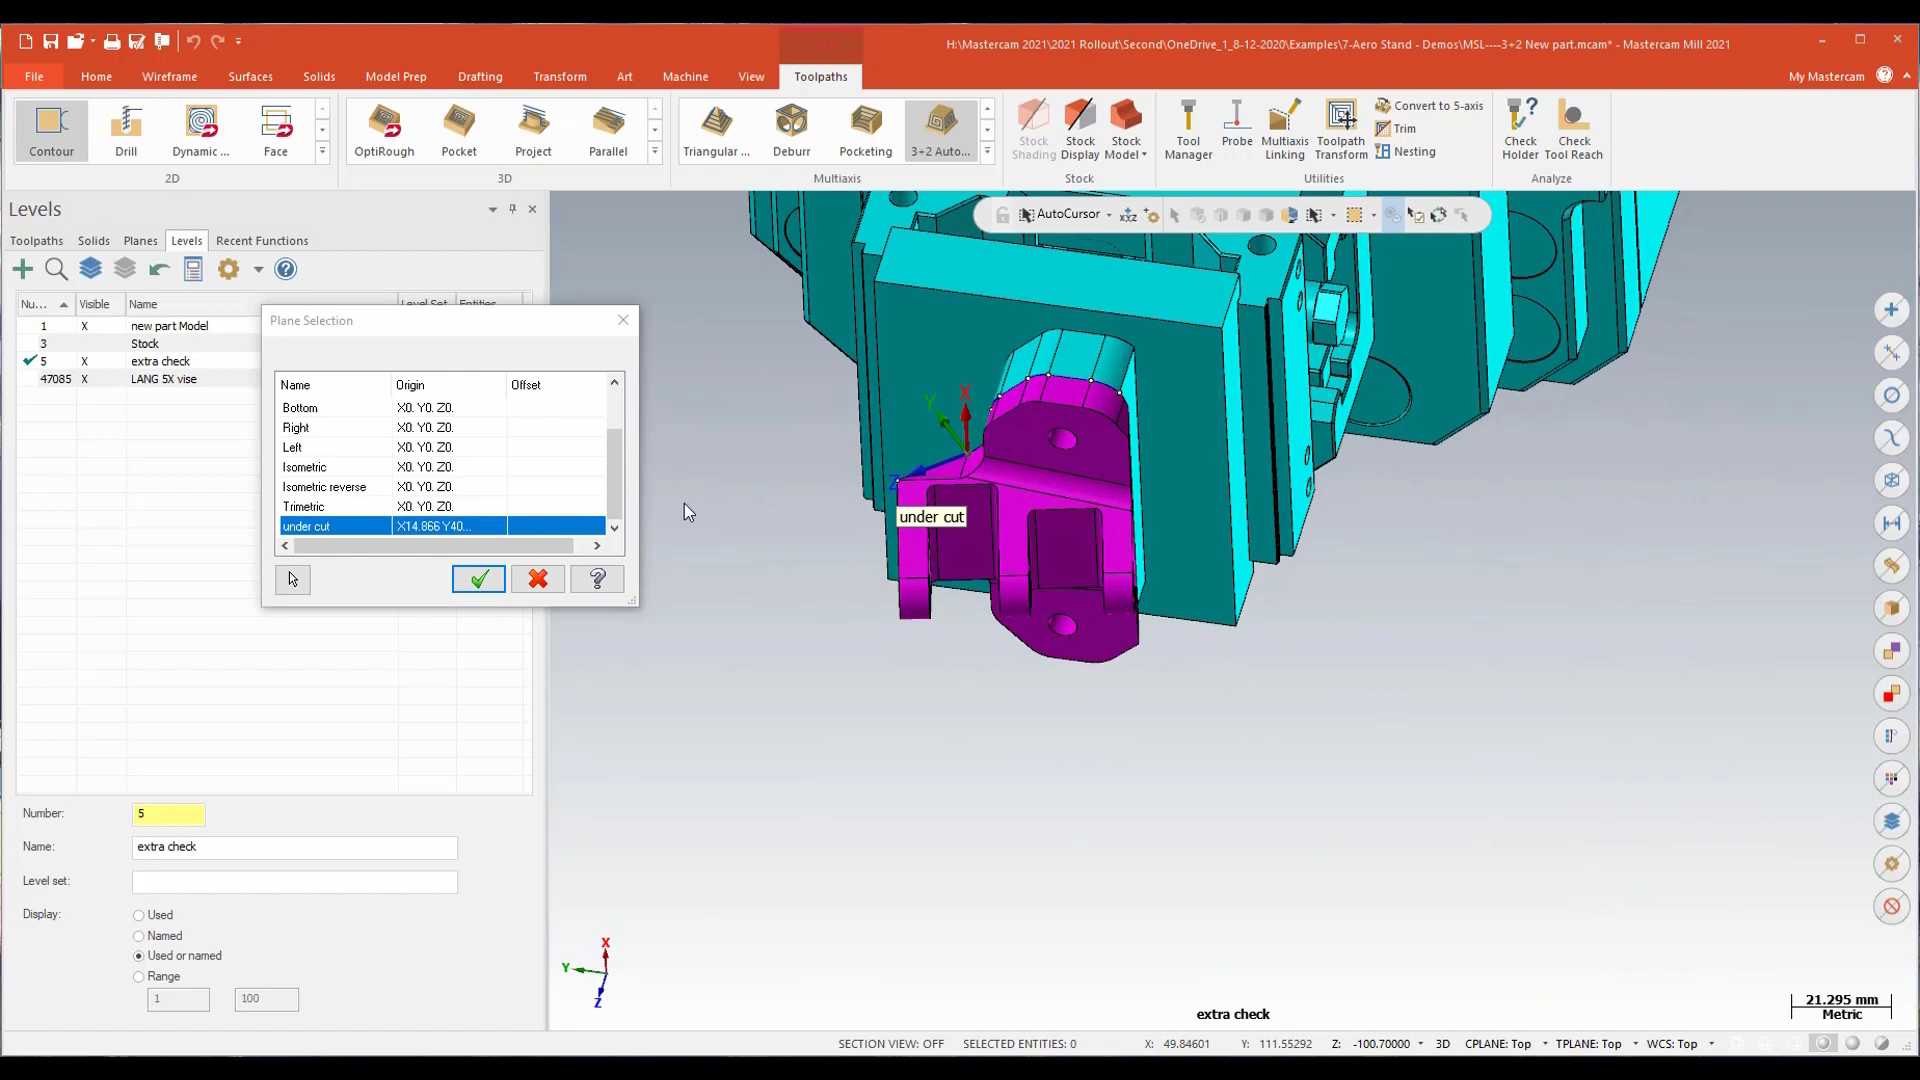 H:\Mastercam 2021\2021 Rollout\Second\OneDrive_1_8-12-2020\Examples\7-Aero Stand - Demos\MSL----3+2 New part.mcam* - Mastercam Mill 2021
File Home Wireframe Surfaces Solids Model Prep Drafting Transform Art Machine View Toolpaths My Mastercam
Contour Drill Dynamic ... Face
2D
OptiRough Pocket Project Parallel
3D
Triangular ... Deburr Pocketing 3+2 Auto...
Multiaxis
Stock Shading Stock Display Stock Model
Stock
Tool Manager Probe Multiaxis Linking Toolpath Transform
Convert to 5-axis
Trim
Nesting
Utilities
Check Holder Check Tool Reach
Analyze
Levels
AutoCursor
Toolpaths Solids Planes Levels Recent Functions
Nu... Visible Name Level Set Entities
1 X new part Model
3 Stock
5 X extra check
47085 X LANG 5X vise
Plane Selection
Name Origin Offset
Bottom X0. Y0. Z0.
Right X0. Y0. Z0.
Left X0. Y0. Z0.
Isometric X0. Y0. Z0.
Isometric reverse X0. Y0. Z0.
Trimetric X0. Y0. Z0.
under cut X14.866 Y40...
X
Y
Z
under cut
Number: 5
Name: extra check
Level set:
Display:
Used
Named
Used or named
Range
1 100
X
Y
Z
extra check
21.295 mm
Metric
SECTION VIEW: OFF SELECTED ENTITIES: 0 X: 49.84601 Y: 111.55292 Z: -100.70000 3D CPLANE: Top TPLANE: Top WCS: Top